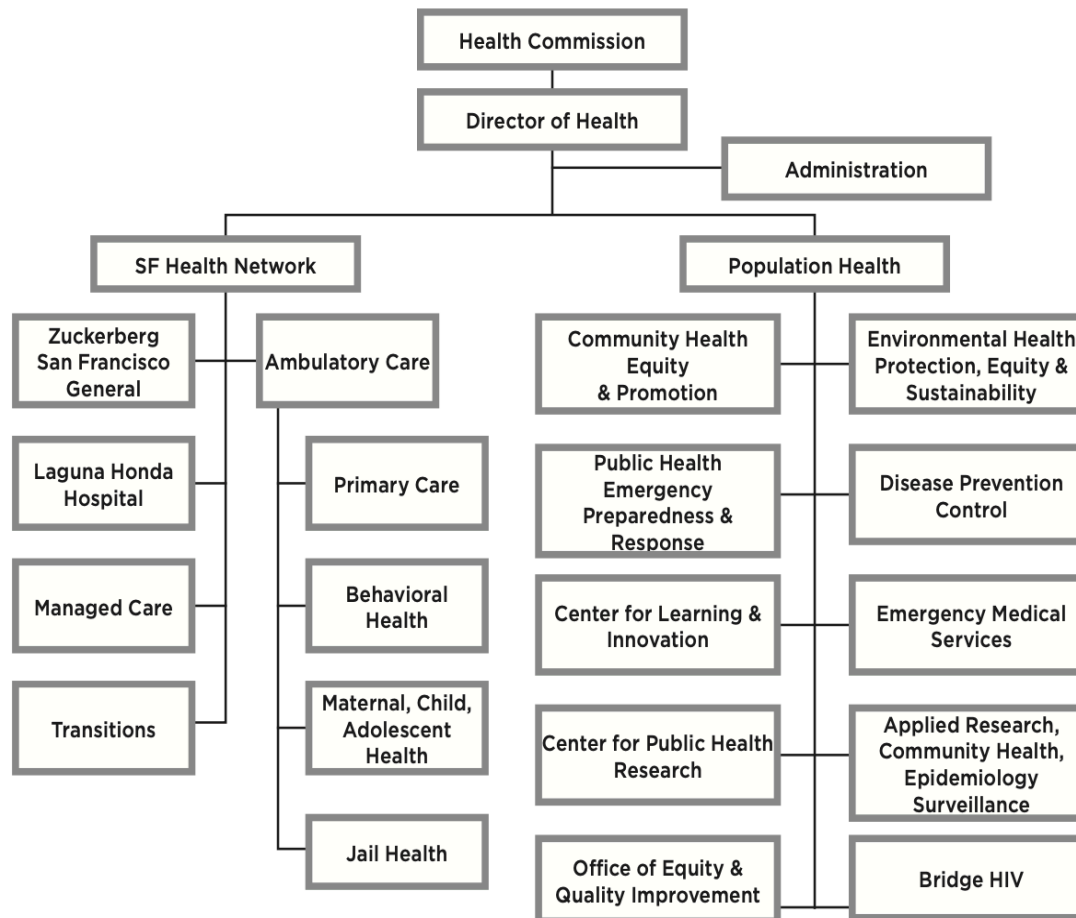 Health Commission
Director of Health
Administration
SF Health Network
Population Health
Zuckerberg
San Francisco
General
Ambulatory Care
Laguna Honda
Hospital
Primary Care
Managed Care
Behavioral
Health
Transitions
Maternal, Child,
Adolescent
Health
Jail Health
Community Health
Equity
& Promotion
Environmental Health
Protection, Equity &
Sustainability
Public Health
Emergency
Preparedness &
Response
Disease Prevention
Control
Center for Learning &
Innovation
Emergency Medical
Services
Center for Public Health
Research
Applied Research,
Community Health,
Epidemiology
Surveillance
Office of Equity &
Quality Improvement
Bridge HIV